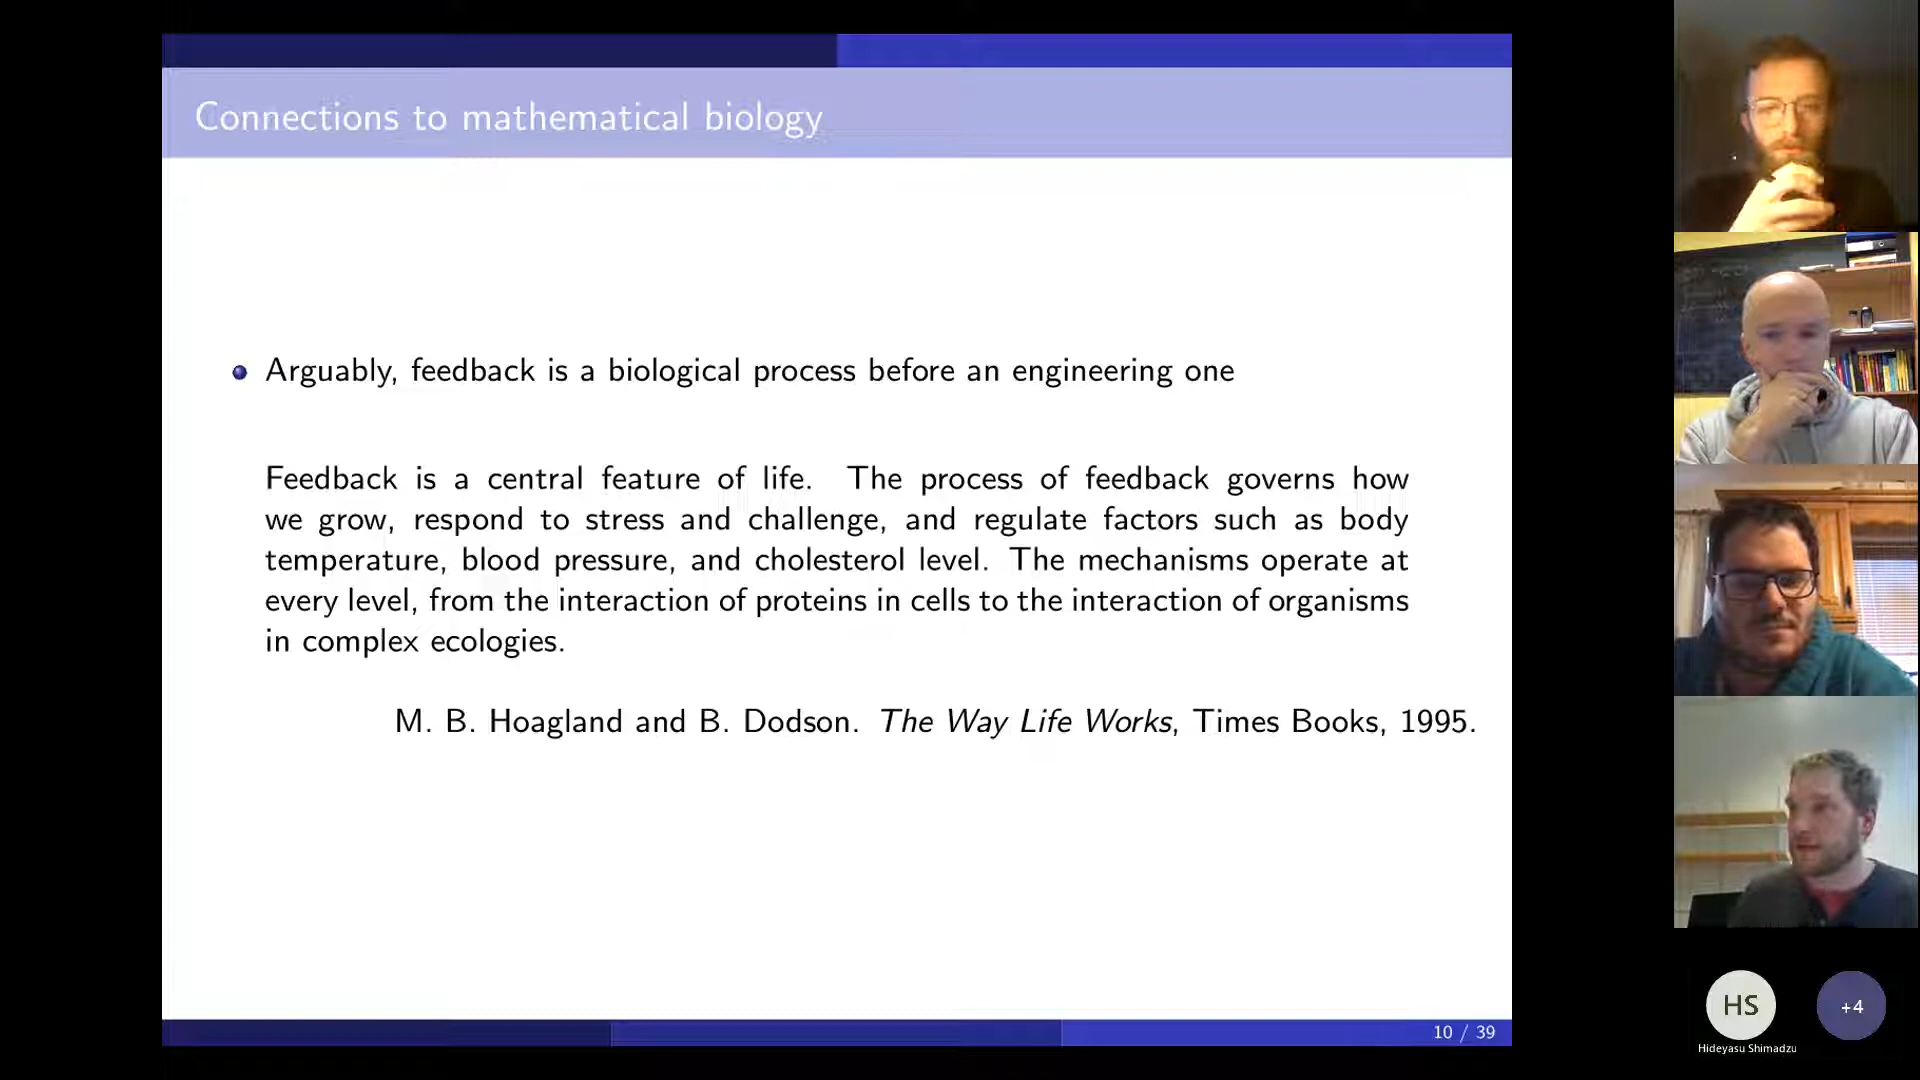 Connections to mathematical biology
Arguably, feedback is a biological process before an engineering one
Feedback is a central feature of life. The process of feedback governs how
we grow, respond to stress and challenge, and regulate factors such as body
temperature, blood pressure, and cholesterol level. The mechanisms operate at
every level, from the interaction of proteins in cells to the interaction of organisms
in complex ecologies.
M. B. Hoagland and B. Dodson. The Way Life Works, Times Books, 1995.
10 / 39
HS
+4
Hideyasu Shimadzu